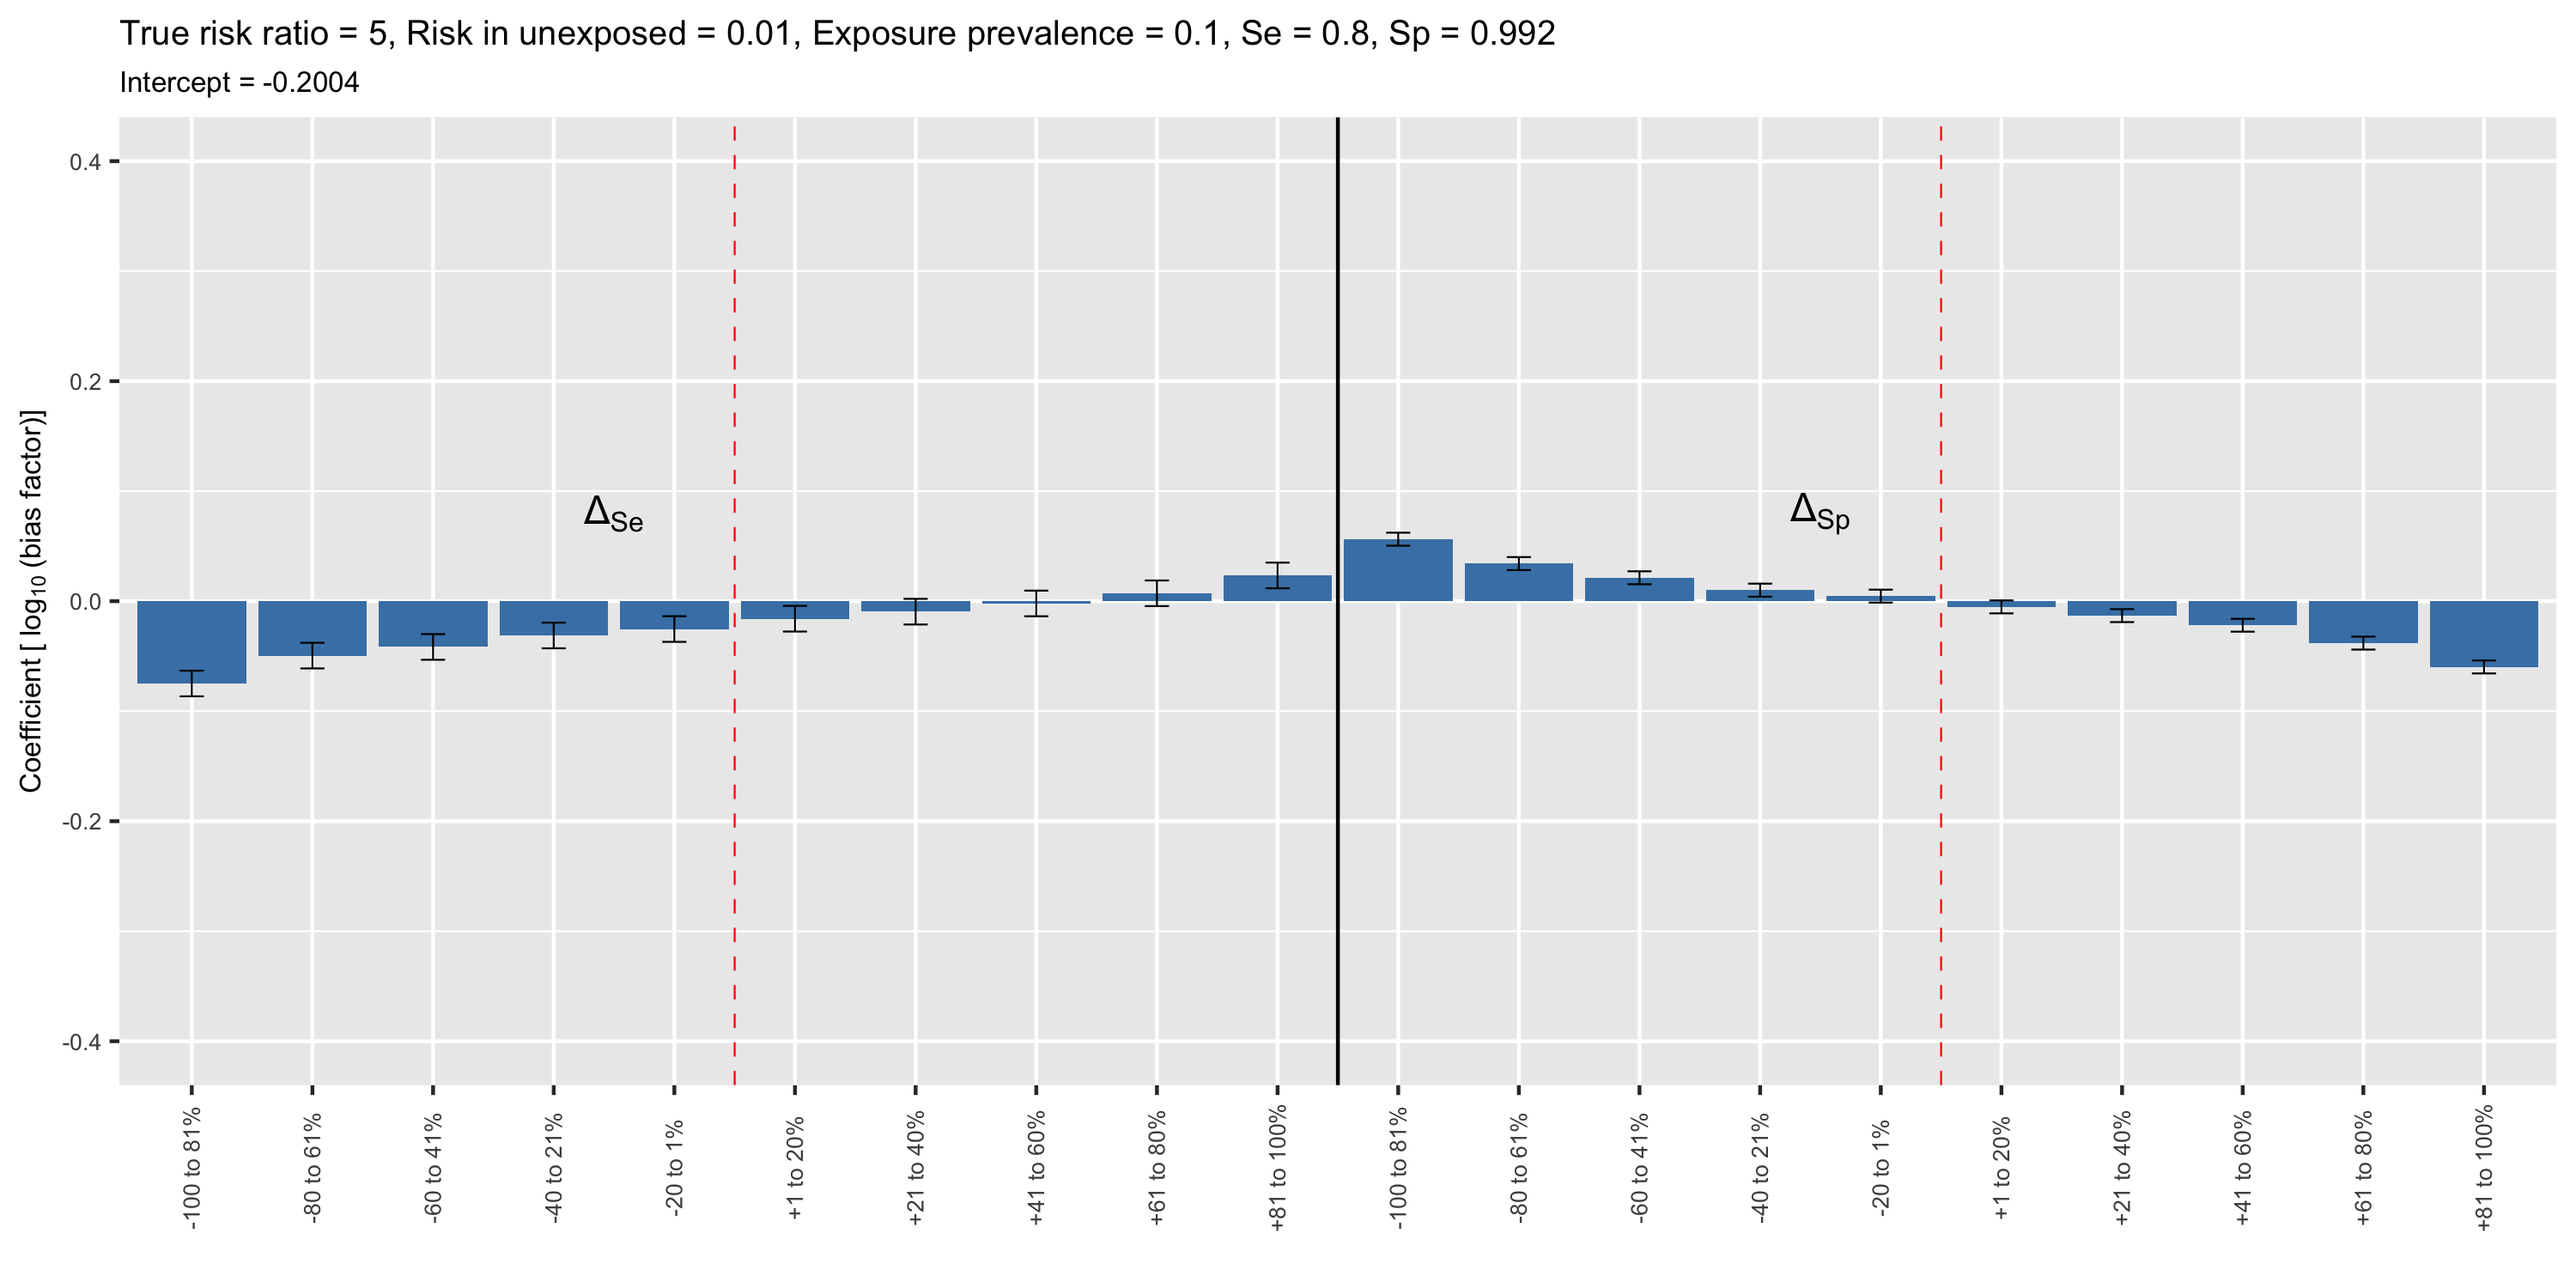 True risk ratio = 5, Risk in unexposed = 0.01, Exposure prevalence = 0.1, Se = 0.8, Sp = 0.992
Intercept = -0.2004
Coefficient [ log₁₀ (bias factor)]
0.4
0.2
0.0
-0.2
-0.4
Δ_Se
Δ_Sp
-100 to 81%
-80 to 61%
-60 to 41%
-40 to 21%
-20 to 1%
+1 to 20%
+21 to 40%
+41 to 60%
+61 to 80%
+81 to 100%
-100 to 81%
-80 to 61%
-60 to 41%
-40 to 21%
-20 to 1%
+1 to 20%
+21 to 40%
+41 to 60%
+61 to 80%
+81 to 100%